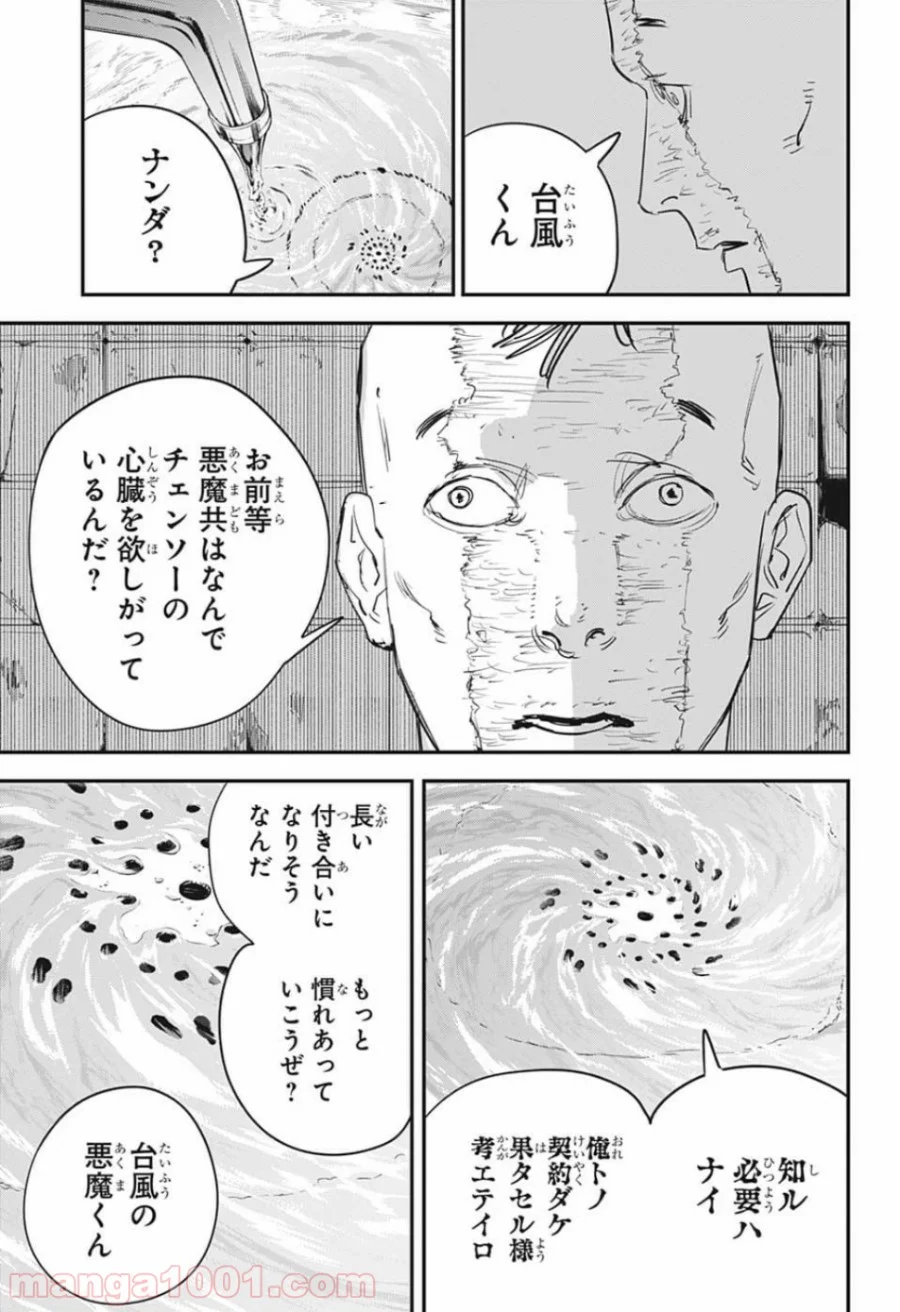 台風
くん
ナンダ？
お前等
悪魔共はなんで
チェンソーの
心臓を欲しがって
いるんだ？
知ル
必要ハ
ナイ
俺トノ
契約ダケ
果タセル様
考エテイロ
長い
付き合いに
なりそう
なんだ
もっと
慣れあって
いこうぜ？
台風の
悪魔くん
manga1001.com